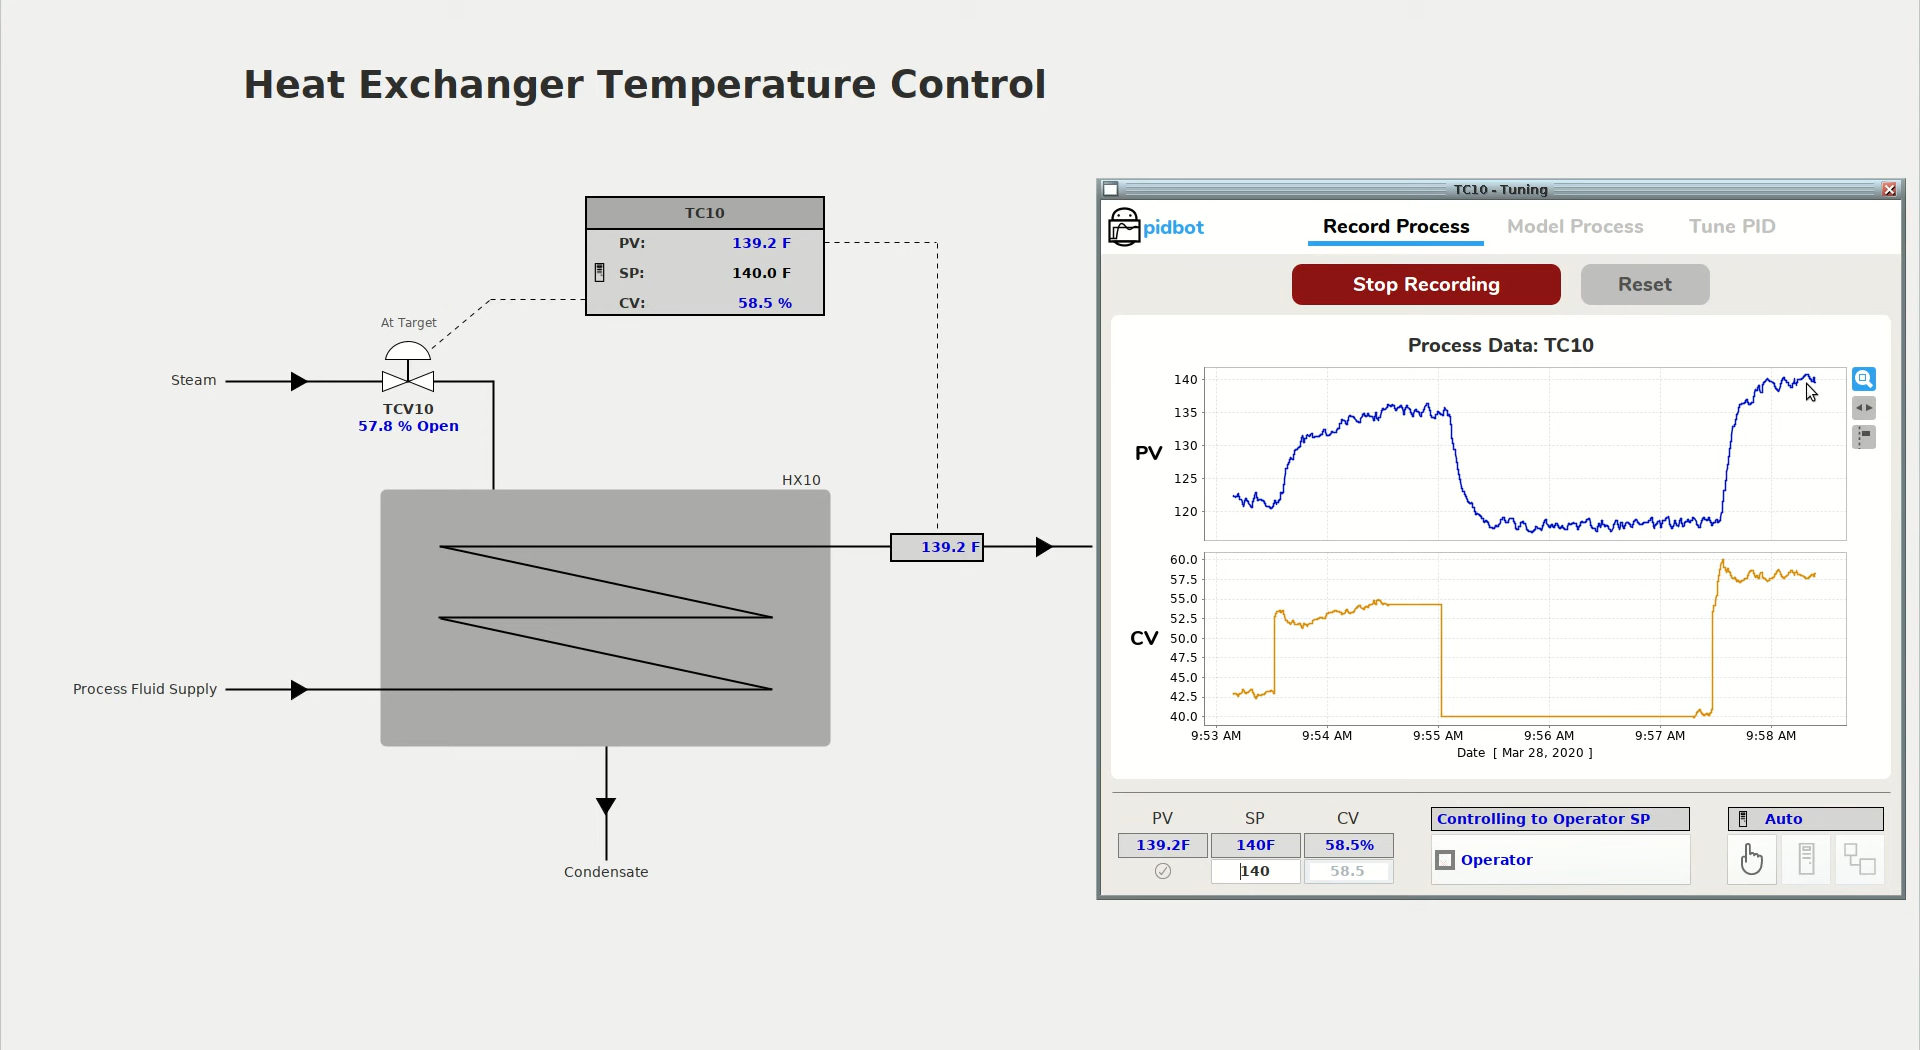 Heat Exchanger Temperature Control
TC10
PV: 139.2 F
SP: 140.0 F
CV: 58.5 %
At Target
Steam
TCV10
57.8 % Open
HX10
139.2 F
Process Fluid Supply
Condensate
TC10 - Tuning
pidbot
Record Process Model Process Tune PID
Stop Recording Reset
Process Data: TC10
PV
140
135
130
125
120
CV
60.0
57.5
55.0
52.5
50.0
47.5
45.0
42.5
40.0
9:53 AM 9:54 AM 9:55 AM 9:56 AM 9:57 AM 9:58 AM
Date [ Mar 28, 2020 ]
PV SP CV
139.2F 140F 58.5%
140 58.5
Controlling to Operator SP
Operator
Auto